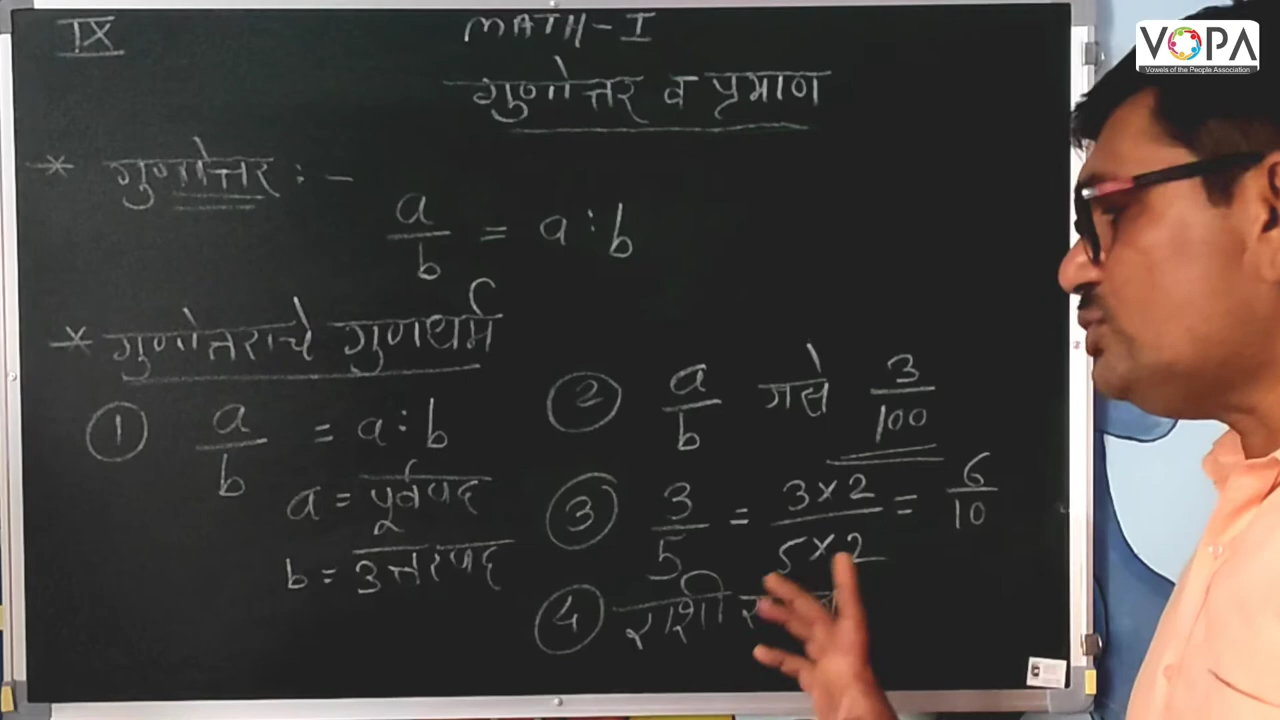 IX
MATH-I
गुणोत्तर व प्रमाण
* गुणोत्तर :-
a/b = a:b
* गुणोत्तराचे गुणधर्म
① a/b = a:b
a = पूर्वपद
b = उत्तरपद
② a/b जसे 3/100
③ 3/5 = 3×2/5×2 = 6/10
④ राशी
VOPA
Vowels of the People Association